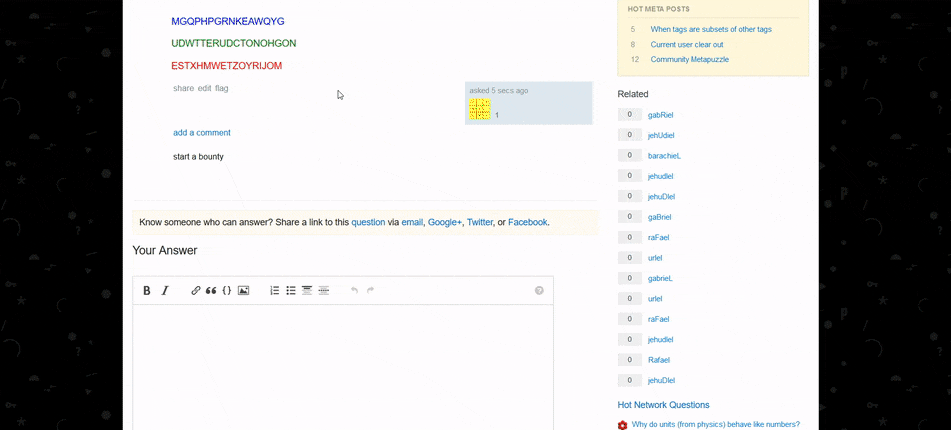 MGQPHPGRNKEAWQYG
UDWTTERUDCTONOHGON
ESTXHMWETZOYRIJOM
share edit flag
asked 5 secs ago
1
add a comment
start a bounty
Know someone who can answer? Share a link to this question via email, Google+, Twitter, or Facebook.
Your Answer
B I
?
HOT META POSTS
5 When tags are subsets of other tags
8 Current user clear out
12 Community Metapuzzle
Related
0 gabRiel
0 jehUdiel
0 barachieL
0 jehudIel
0 jehuDiel
0 gaBriel
0 raFael
0 urIel
0 gabrieL
0 urIel
0 raFael
0 jehudIel
0 Rafael
0 jehuDiel
Hot Network Questions
Why do units (from physics) behave like numbers?